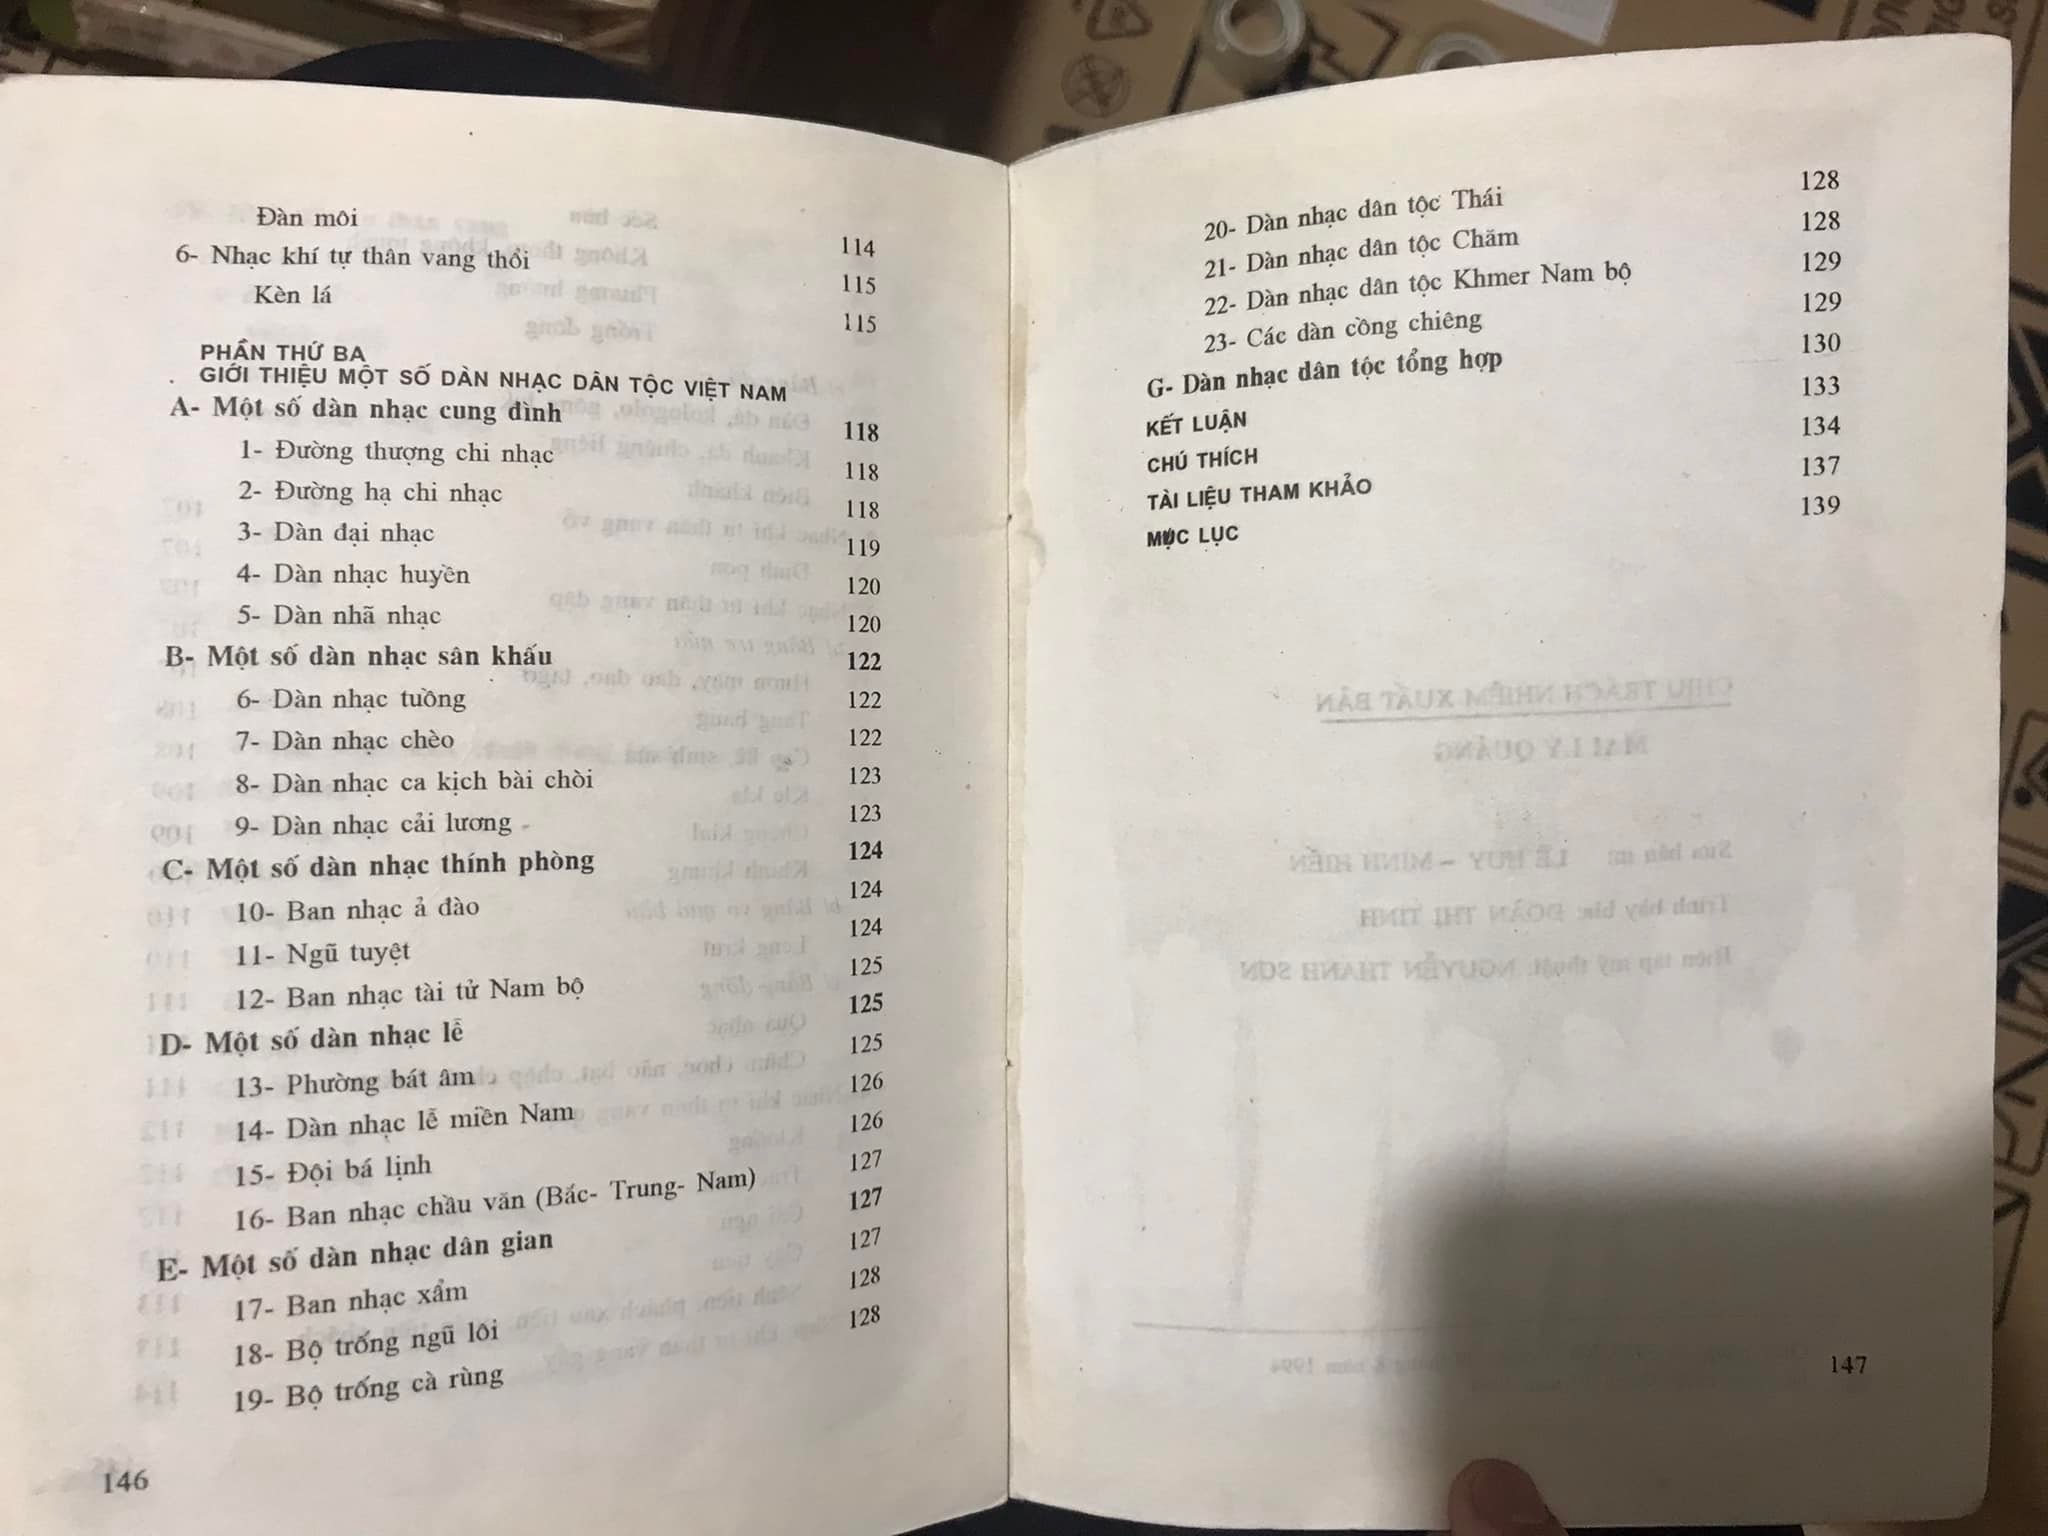 Đàn môi 114
6- Nhạc khí tự thân vang thổi 115
Kèn lá 115
PHẦN THỨ BA
GIỚI THIỆU MỘT SỐ DÀN NHẠC DÂN TỘC VIỆT NAM
A- Một số dàn nhạc cung đình 118
1- Đường thượng chi nhạc 118
2- Đường hạ chi nhạc 118
3- Dàn đại nhạc 119
4- Dàn nhạc huyền 120
5- Dàn nhã nhạc 120
B- Một số dàn nhạc sân khấu 122
6- Dàn nhạc tuồng 122
7- Dàn nhạc chèo 122
8- Dàn nhạc ca kịch bài chòi 123
9- Dàn nhạc cải lương 123
C- Một số dàn nhạc thính phòng 124
10- Ban nhạc ả đào 124
11- Ngũ tuyệt 124
12- Ban nhạc tài tử Nam bộ 125
D- Một số dàn nhạc lễ 125
13- Phường bát âm 125
14- Dàn nhạc lễ miền Nam 126
15- Đội bá lịnh 126
16- Ban nhạc chầu văn (Bắc- Trung- Nam) 127
E- Một số dàn nhạc dân gian 127
17- Ban nhạc xẩm 127
18- Bộ trống ngũ lôi 128
19- Bộ trống cà rùng 128
146
20- Dàn nhạc dân tộc Thái 128
21- Dàn nhạc dân tộc Chăm 128
22- Dàn nhạc dân tộc Khmer Nam bộ 129
23- Các dàn cồng chiêng 129
G- Dàn nhạc dân tộc tổng hợp 130
KẾT LUẬN 133
CHÚ THÍCH 134
TÀI LIỆU THAM KHẢO 137
MỤC LỤC 139
147